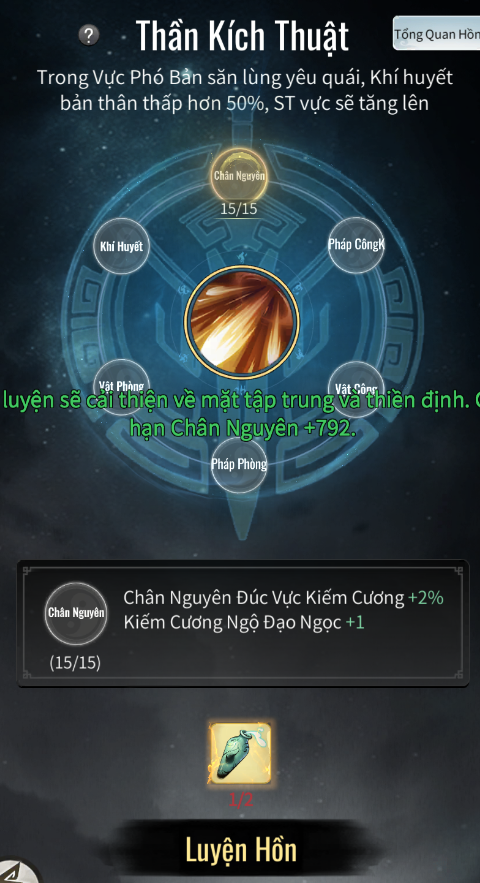 ?
Thần Kích Thuật
Tổng Quan Hồn
Trong Vực Phó Bản săn lùng yêu quái, Khí huyết
bản thân thấp hơn 50%, ST vực sẽ tăng lên
Chân Nguyên
15/15
Khí Huyết
Pháp CôngK
Vật Phòng
Vật Công
luyện sẽ cải thiện về mặt tập trung và thiền định.
hạn Chân Nguyên +792.
Pháp Phòng
Chân Nguyên
Chân Nguyên Đúc Vực Kiếm Cương +2%
Kiếm Cương Ngộ Đạo Ngọc +1
(15/15)
1/2
Luyện Hồn